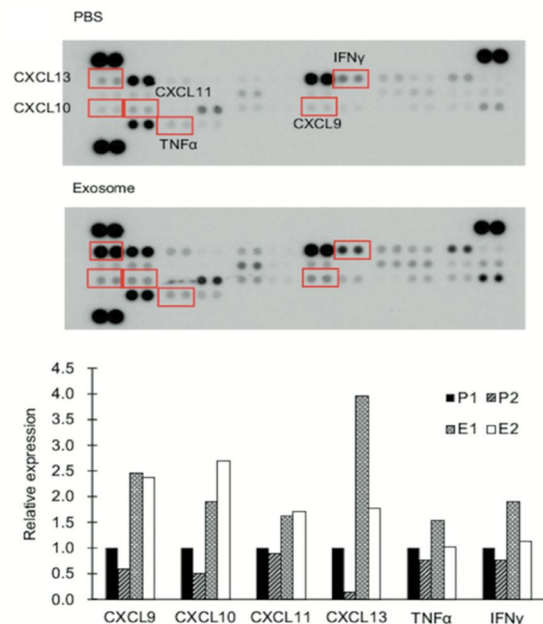 PBS
IFNγ
CXCL13
CXCL11
CXCL10
CXCL9
TNFα
Exosome
4.5
4.0
3.5
3.0
2.5
2.0
1.5
1.0
0.5
0.0
Relative expression
P1 P2
E1 E2
CXCL9 CXCL10 CXCL11 CXCL13 TNFα IFNγ